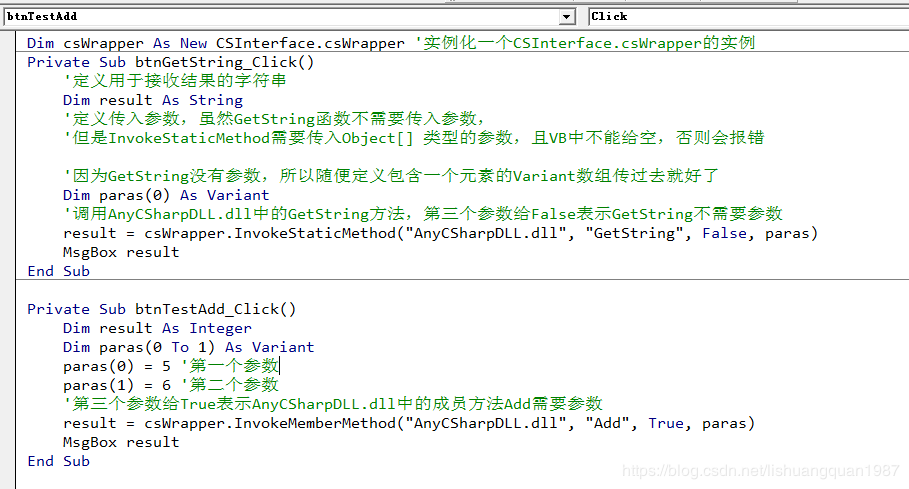 btnTestAdd Click
Dim csWrapper As New CSInterface.csWrapper '实例化一个CSInterface.csWrapper的实例
Private Sub btnGetString_Click()
'定义用于接收结果的字符串
Dim result As String
'定义传入参数，虽然GetString函数不需要传入参数，
'但是InvokeStaticMethod需要传入Object[] 类型的参数，且VB中不能给空，否则会报错
'因为GetString没有参数，所以随便定义包含一个元素的Variant数组传过去就好了
Dim paras(0) As Variant
'调用AnyCSharpDLL.dll中的GetString方法，第三个参数给False表示GetString不需要参数
result = csWrapper.InvokeStaticMethod("AnyCSharpDLL.dll", "GetString", False, paras)
MsgBox result
End Sub
Private Sub btnTestAdd_Click()
Dim result As Integer
Dim paras(0 To 1) As Variant
paras(0) = 5 '第一个参数
paras(1) = 6 '第二个参数
'第三个参数给True表示AnyCSharpDLL.dll中的成员方法Add需要参数
result = csWrapper.InvokeMemberMethod("AnyCSharpDLL.dll", "Add", True, paras)
MsgBox result
End Sub
https://blog.csdn.net/lishuangquan1987